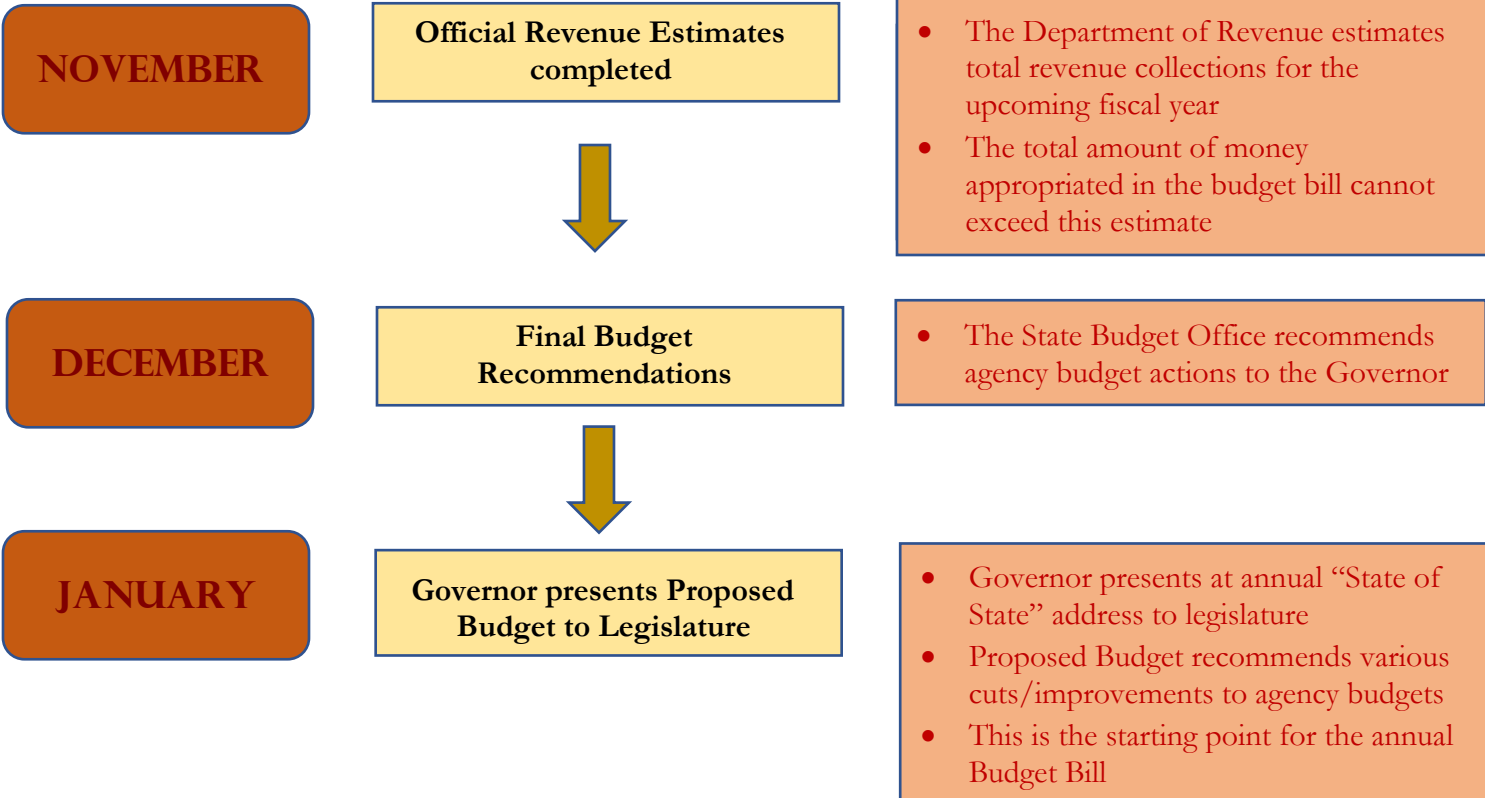 NOVEMBER
Official Revenue Estimates
completed
• The Department of Revenue estimates
total revenue collections for the
upcoming fiscal year
• The total amount of money
appropriated in the budget bill cannot
exceed this estimate
DECEMBER
Final Budget
Recommendations
• The State Budget Office recommends
agency budget actions to the Governor
JANUARY
Governor presents Proposed
Budget to Legislature
• Governor presents at annual “State of
State” address to legislature
• Proposed Budget recommends various
cuts/improvements to agency budgets
• This is the starting point for the annual
Budget Bill